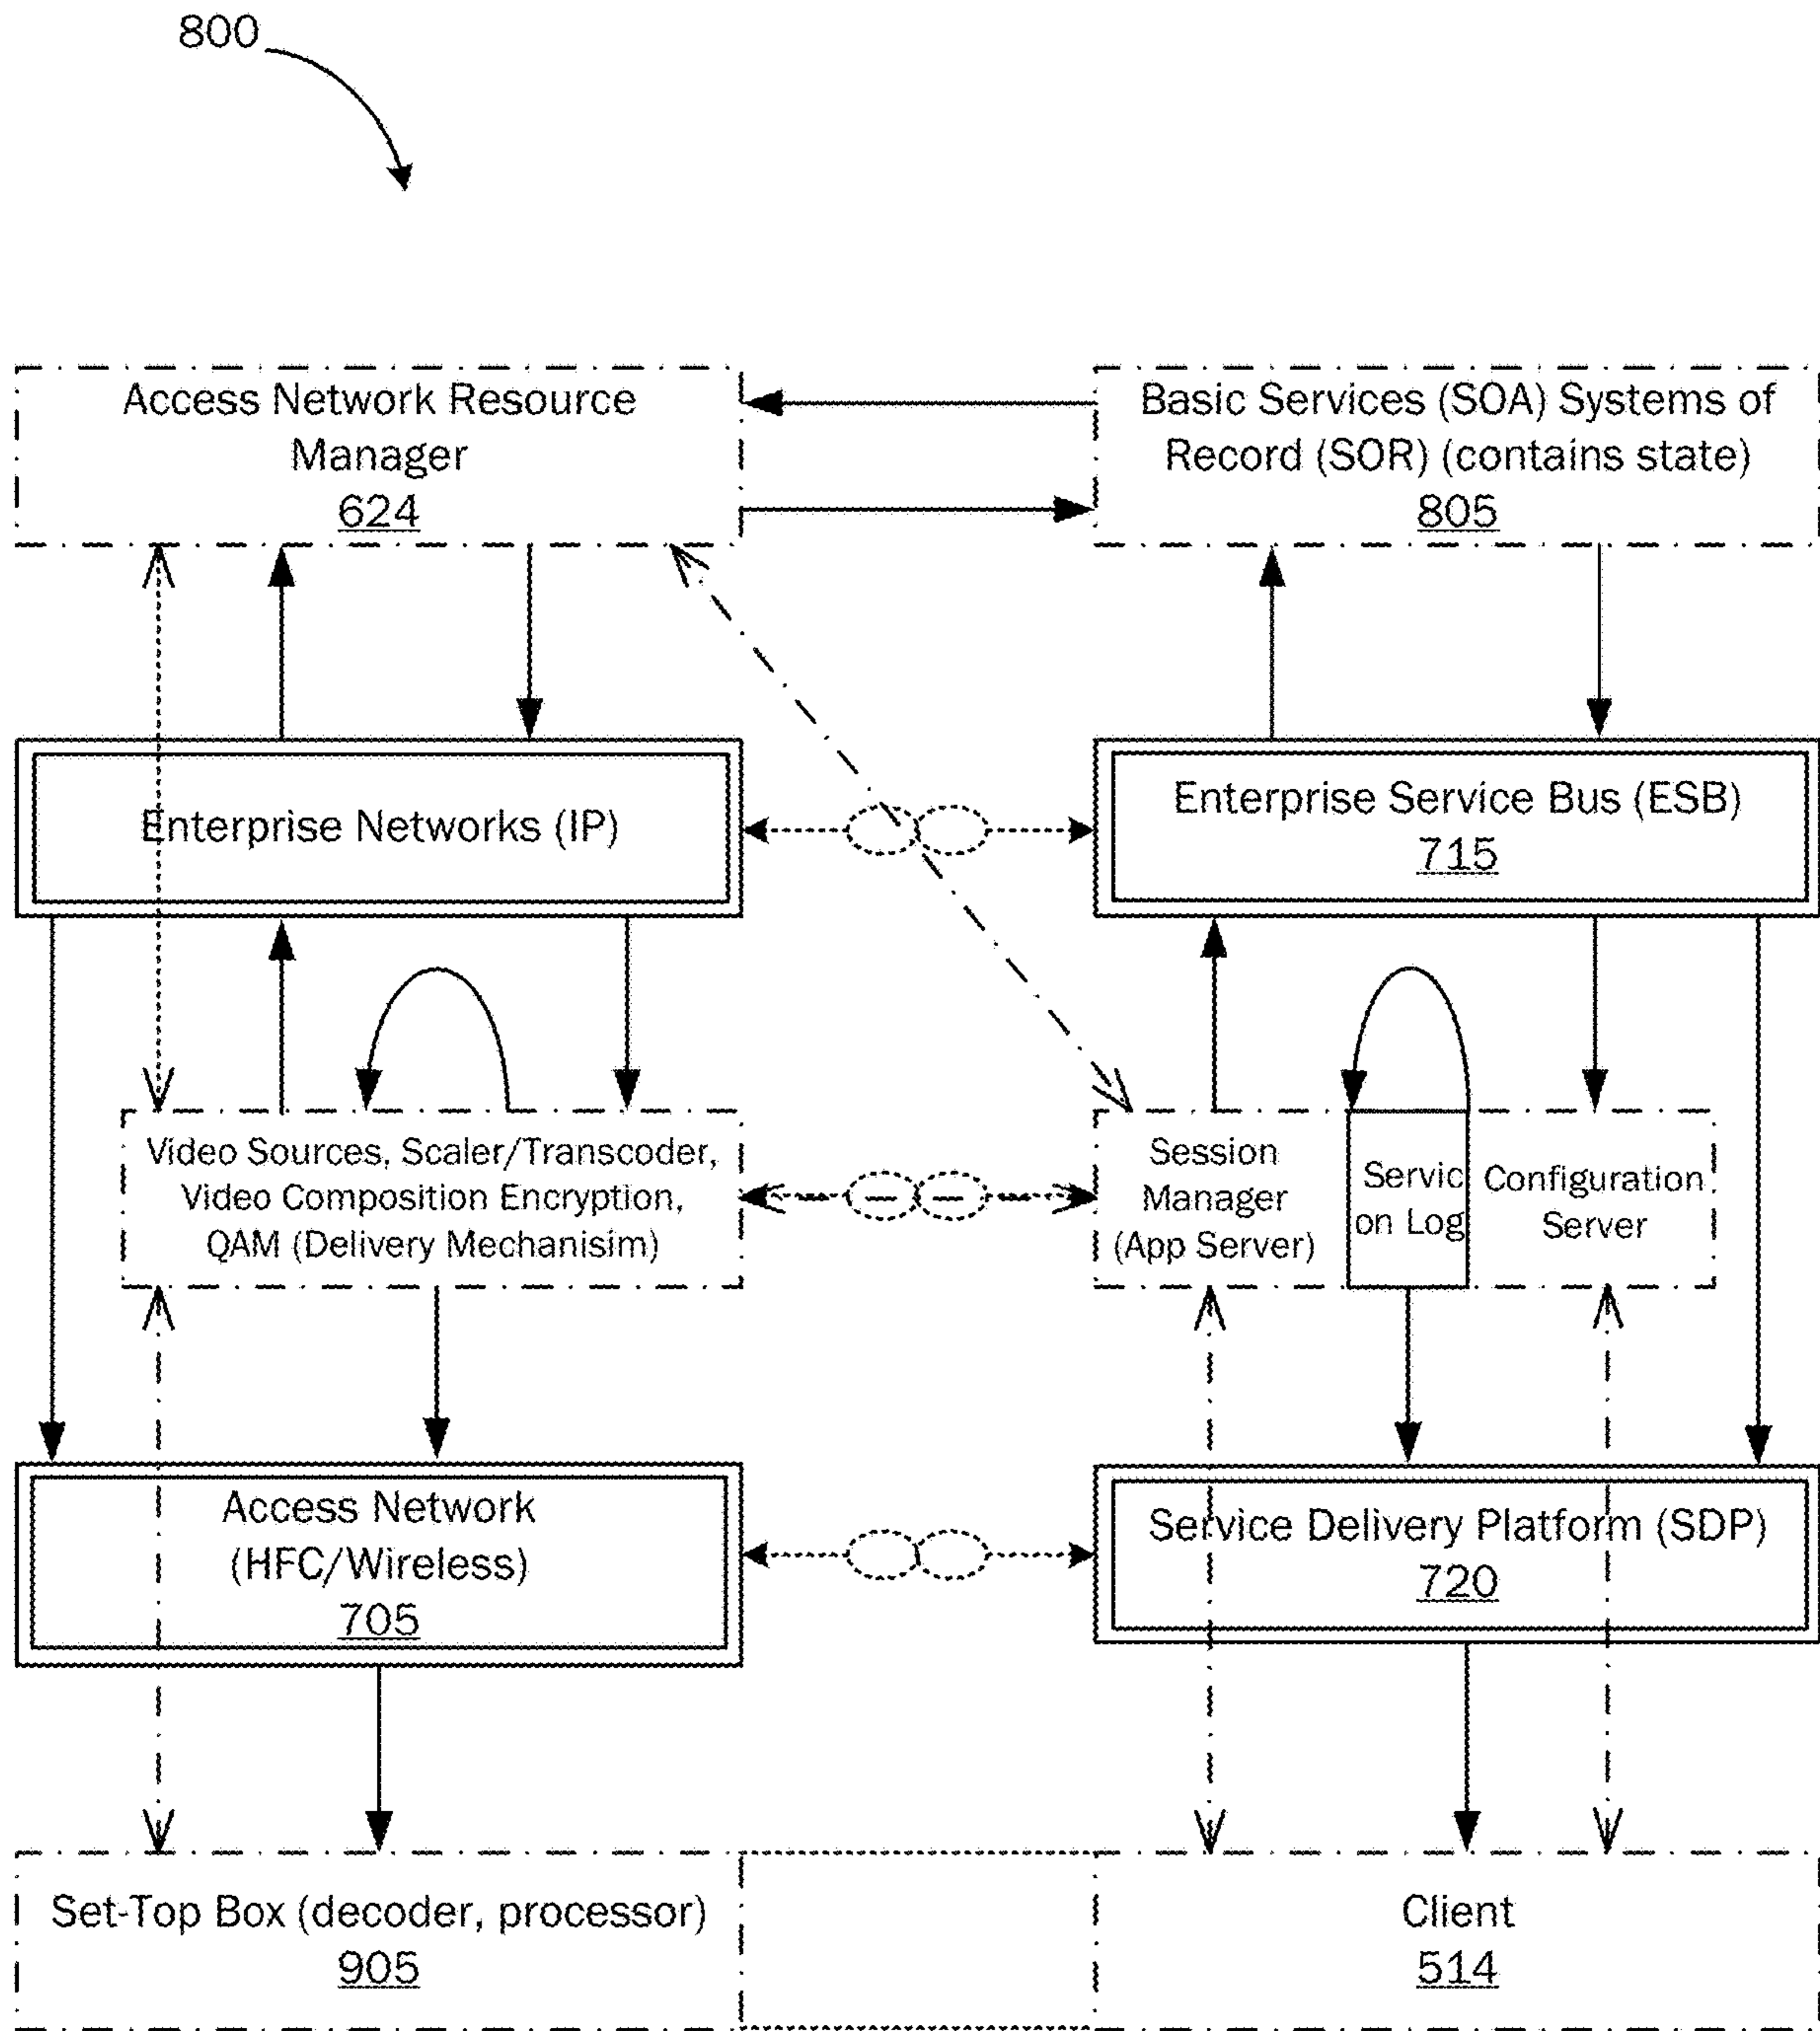 800
Access Network Resource
Manager
624
Basic Services (SOA) Systems of
Record (SOR) (contains state)
805
Enterprise Networks (IP)
Enterprise Service Bus (ESB)
715
Video Sources, Scaler/Transcoder,
Video Composition Encryption,
QAM (Delivery Mechanisim)
Session
Manager
(App Server)
Servic
on Log
Configuration
Server
Access Network
(HFC/Wireless)
705
Service Delivery Platform (SDP)
720
Set-Top Box (decoder, processor)
905
Client
514